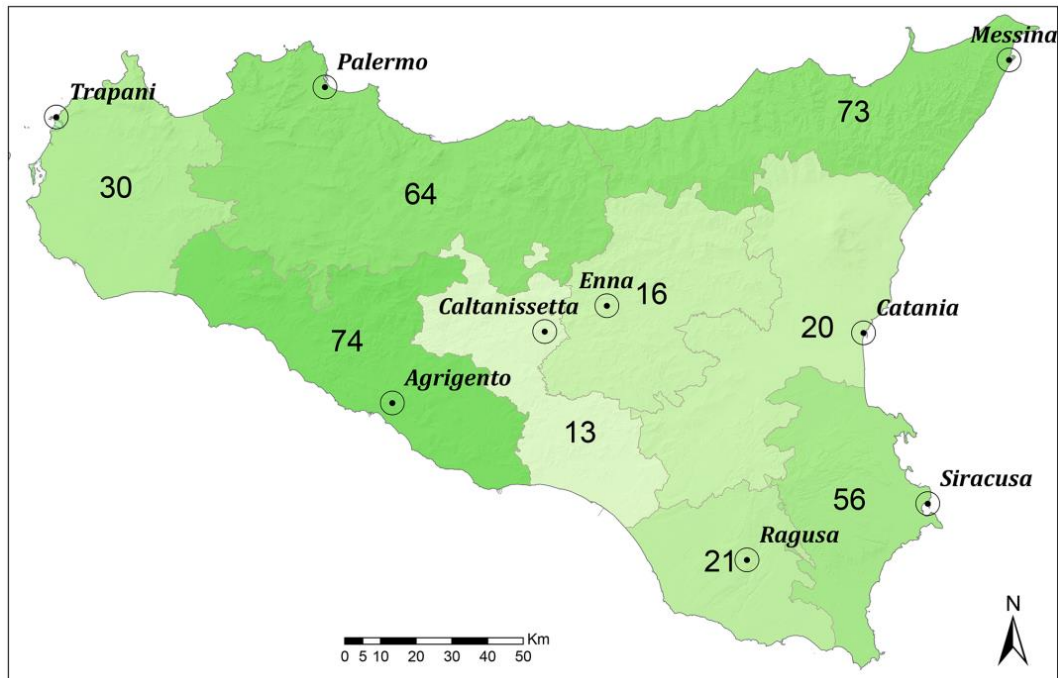 Messina
Palermo
Trapani
73
30
64
Enna
16
Caltanissetta
Catania
20
74
Agrigento
13
Siracusa
56
Ragusa
21
N
Km
0 5 10 20 30 40 50